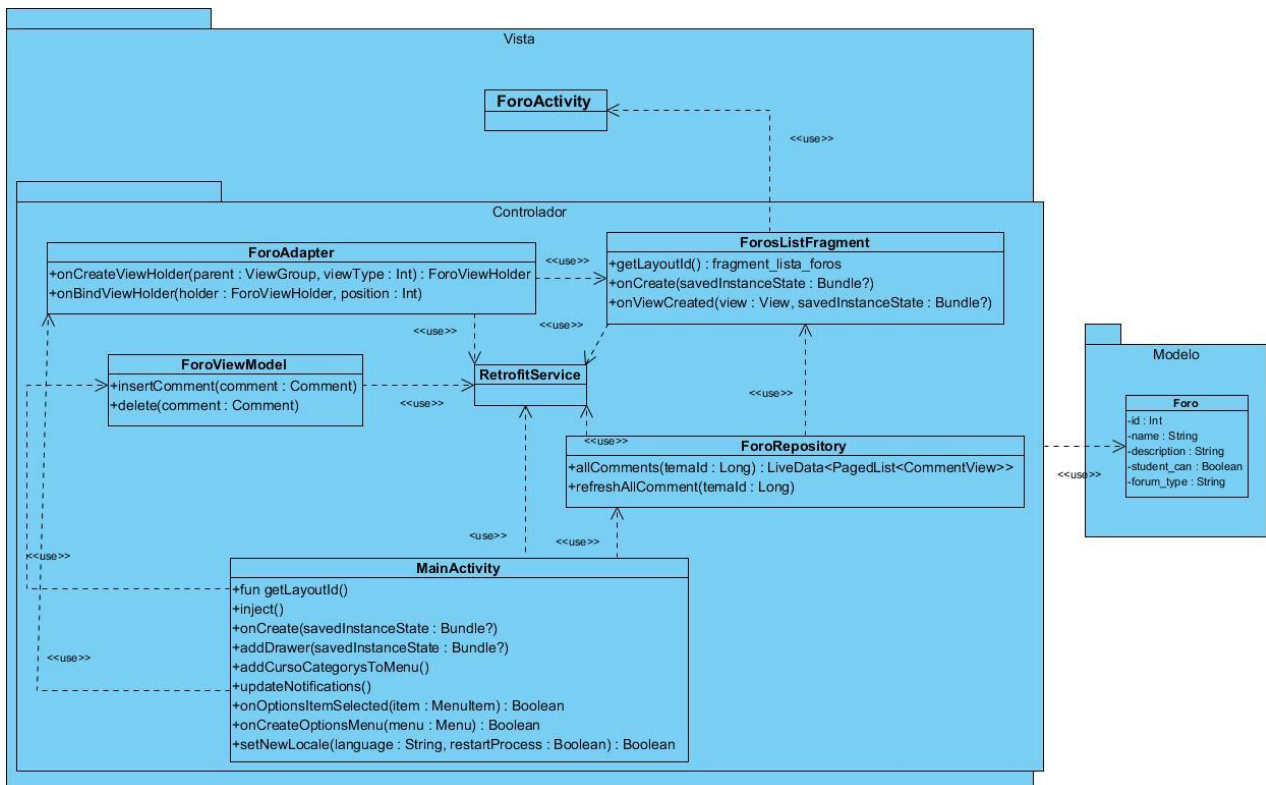 Vista
ForoActivity
<<use>>
Controlador
ForoAdapter
+onCreateViewHolder(parent : ViewGroup, viewType : Int) : ForoViewHolder
+onBindViewHolder(holder : ForoViewHolder, position : Int)
<<use>>
ForosListFragment
+getLayoutId() : fragment_lista_foros
+onCreate(savedInstanceState : Bundle?)
+onViewCreated(view : View, savedInstanceState : Bundle?)
<<use>>
<<use>>
ForoViewModel
+insertComment(comment : Comment)
+delete(comment : Comment)
<<use>>
RetrofitService
<<use>>
<<use>>
ForoRepository
+allComments(temaId : Long) : LiveData<PagedList<CommentView>>
+refreshAllComment(temaId : Long)
<<use>>
Modelo
Foro
-id : Int
-name : String
-description : String
-student_can : Boolean
-forum_type : String
<use>>
<<use>>
<<use>>
<<use>>
MainActivity
+fun getLayoutId()
+inject()
+onCreate(savedInstanceState : Bundle?)
+addDrawer(savedInstanceState : Bundle?)
+addCursoCategorysToMenu()
+updateNotifications()
+onOptionsItemSelected(item : MenuItem) : Boolean
+onCreateOptionsMenu(menu : Menu) : Boolean
+setNewLocale(language : String, restartProcess : Boolean) : Boolean